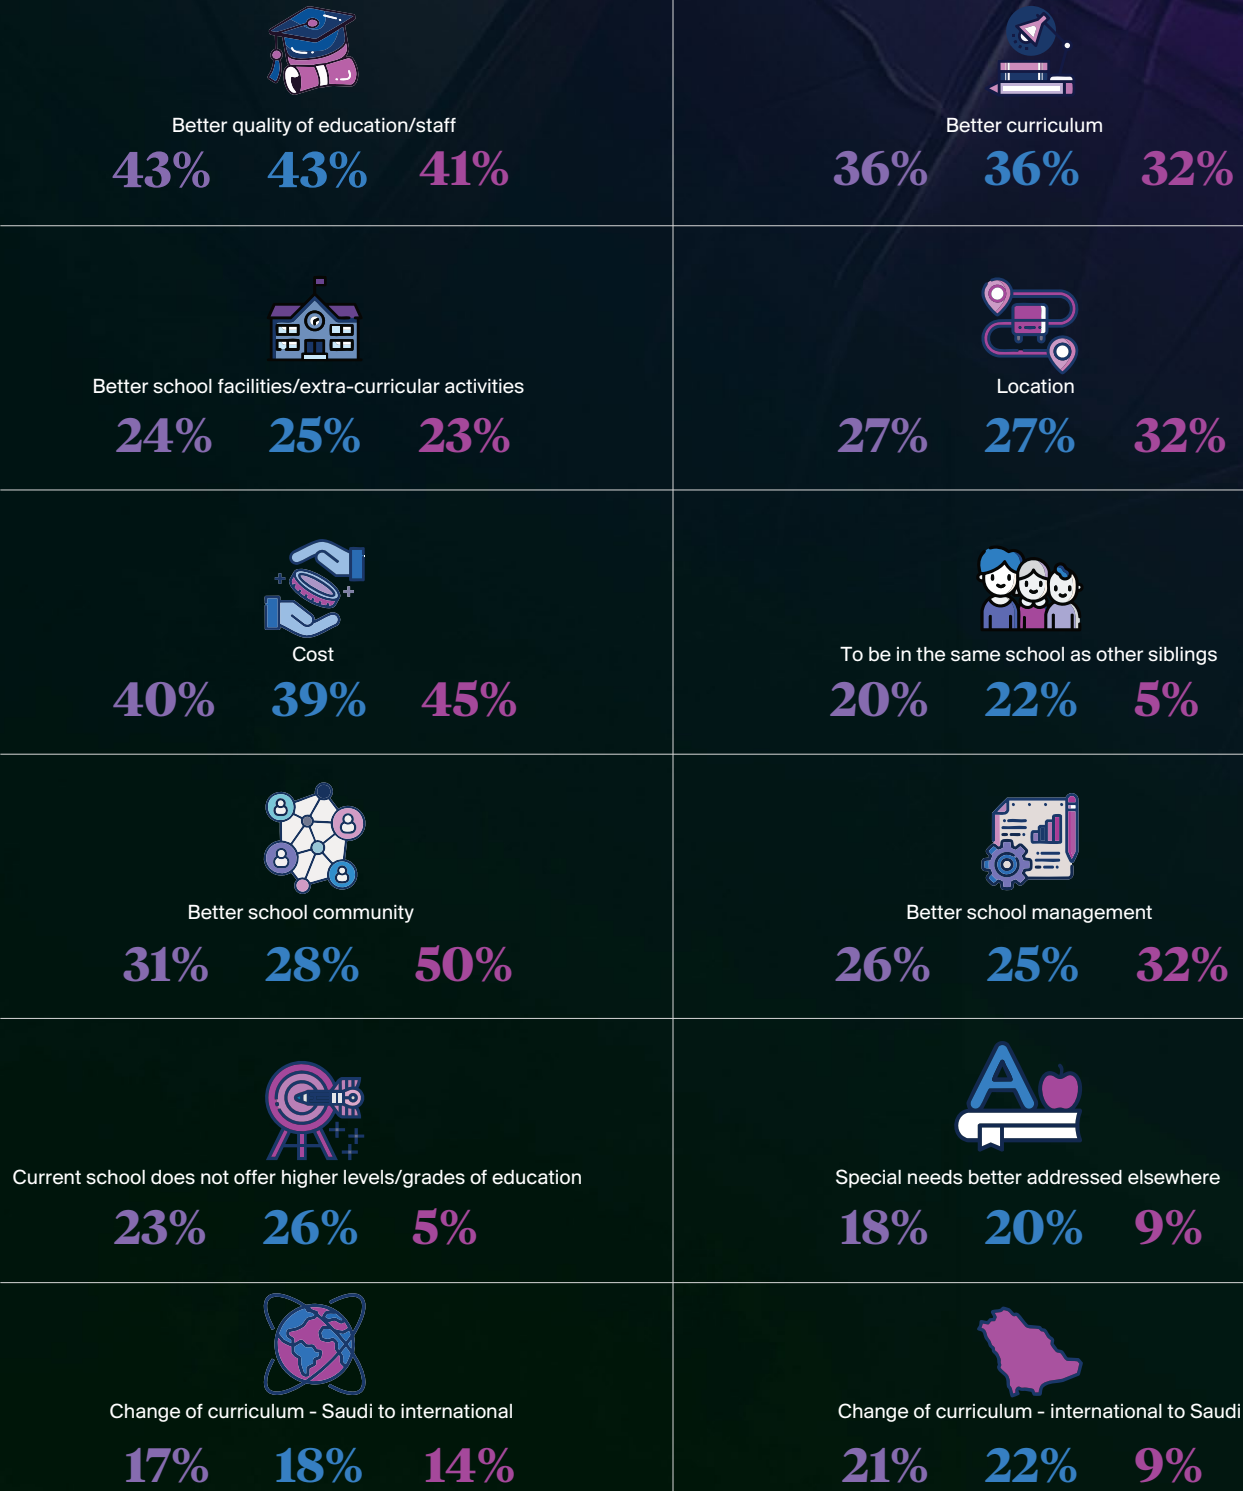 Better quality of education/staff
43% 43% 41%
Better curriculum
36% 36% 32%
Better school facilities/extra-curricular activities
24% 25% 23%
Location
27% 27% 32%
Cost
40% 39% 45%
To be in the same school as other siblings
20% 22% 5%
Better school community
31% 28% 50%
Better school management
26% 25% 32%
Current school does not offer higher levels/grades of education
23% 26% 5%
Special needs better addressed elsewhere
18% 20% 9%
Change of curriculum - Saudi to international
17% 18% 14%
Change of curriculum - international to Saudi
21% 22% 9%